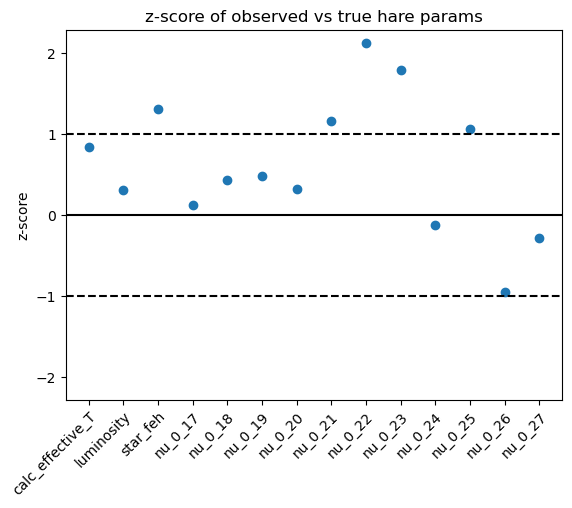 z-score of observed vs true hare params
z-score
2
1
0
−1
−2
calc_effective_T
luminosity
star_feh
nu_0_17
nu_0_18
nu_0_19
nu_0_20
nu_0_21
nu_0_22
nu_0_23
nu_0_24
nu_0_25
nu_0_26
nu_0_27